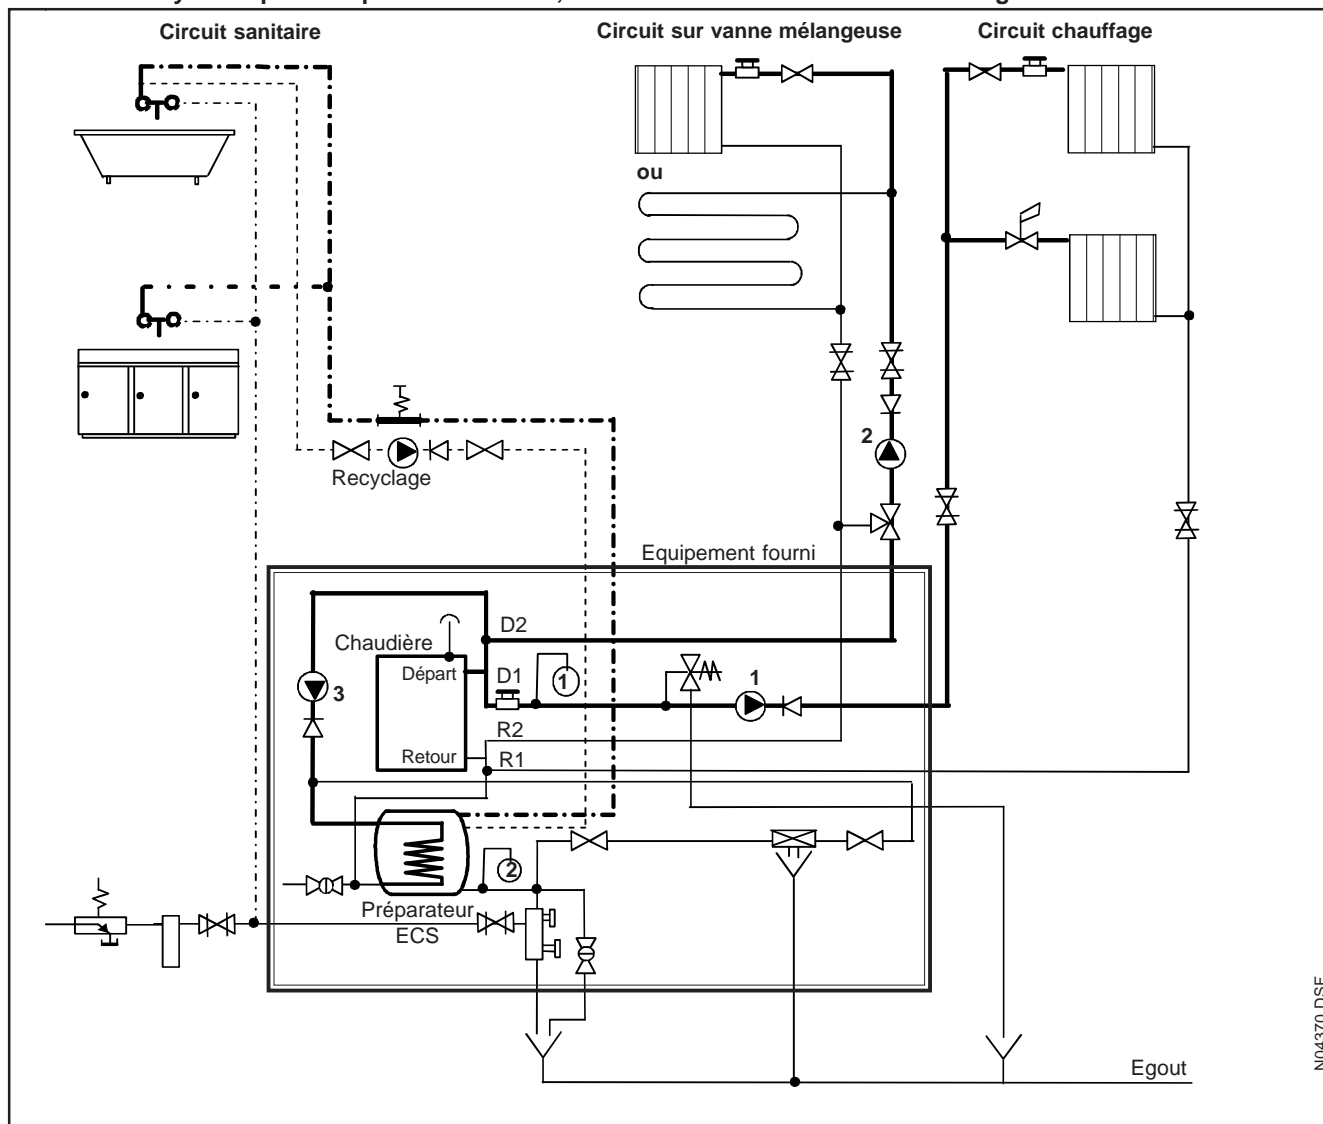 Circuit sanitaire
Circuit sur vanne mélangeuse
Circuit chauffage
ou
2
Recyclage
Equipement fourni
D2
Chaudière
Départ
D1
1
1
3
R2
Retour
R1
2
Préparateur
ECS
Egout
N04370.DSF